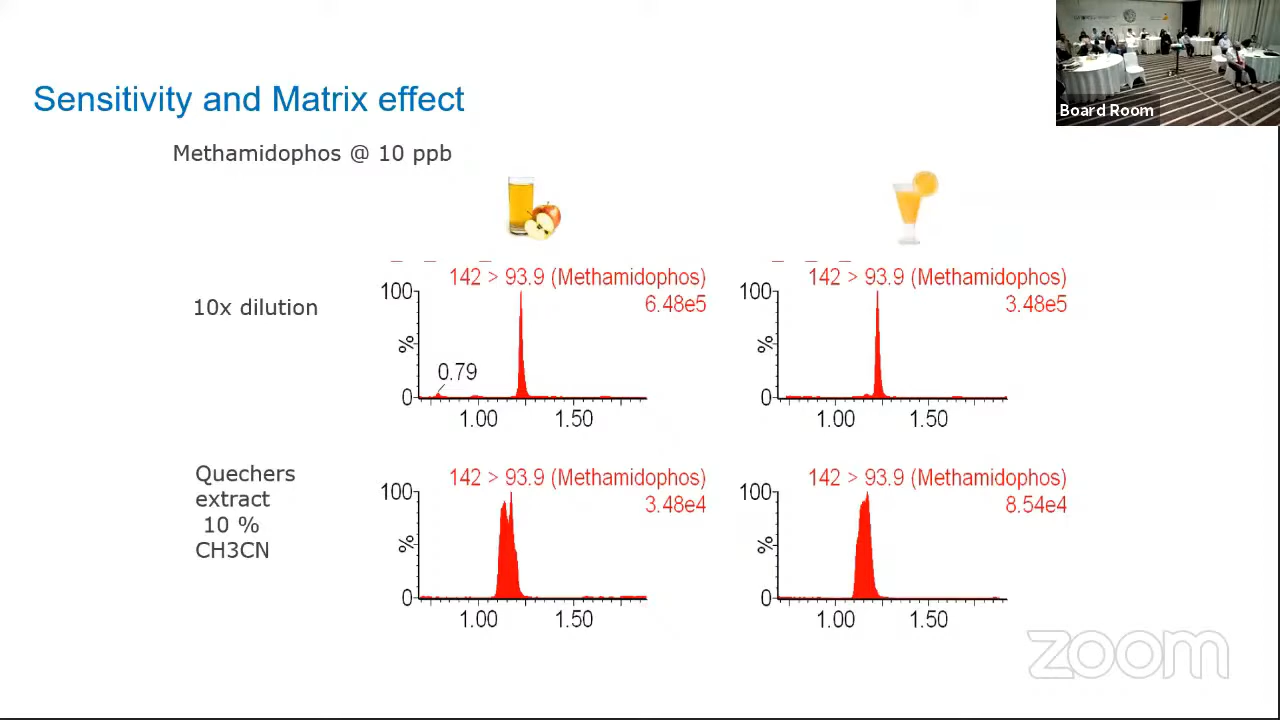 Board Room
Sensitivity and Matrix effect
Methamidophos @ 10 ppb
10x dilution
142 > 93.9 (Methamidophos)
6.48e5
100
%
0
0.79
1.00 1.50
142 > 93.9 (Methamidophos)
3.48e5
100
%
0
1.00 1.50
Quechers
extract
10 %
CH3CN
142 > 93.9 (Methamidophos)
3.48e4
100
%
0
1.00 1.50
142 > 93.9 (Methamidophos)
8.54e4
100
%
0
1.00 1.50
zoom